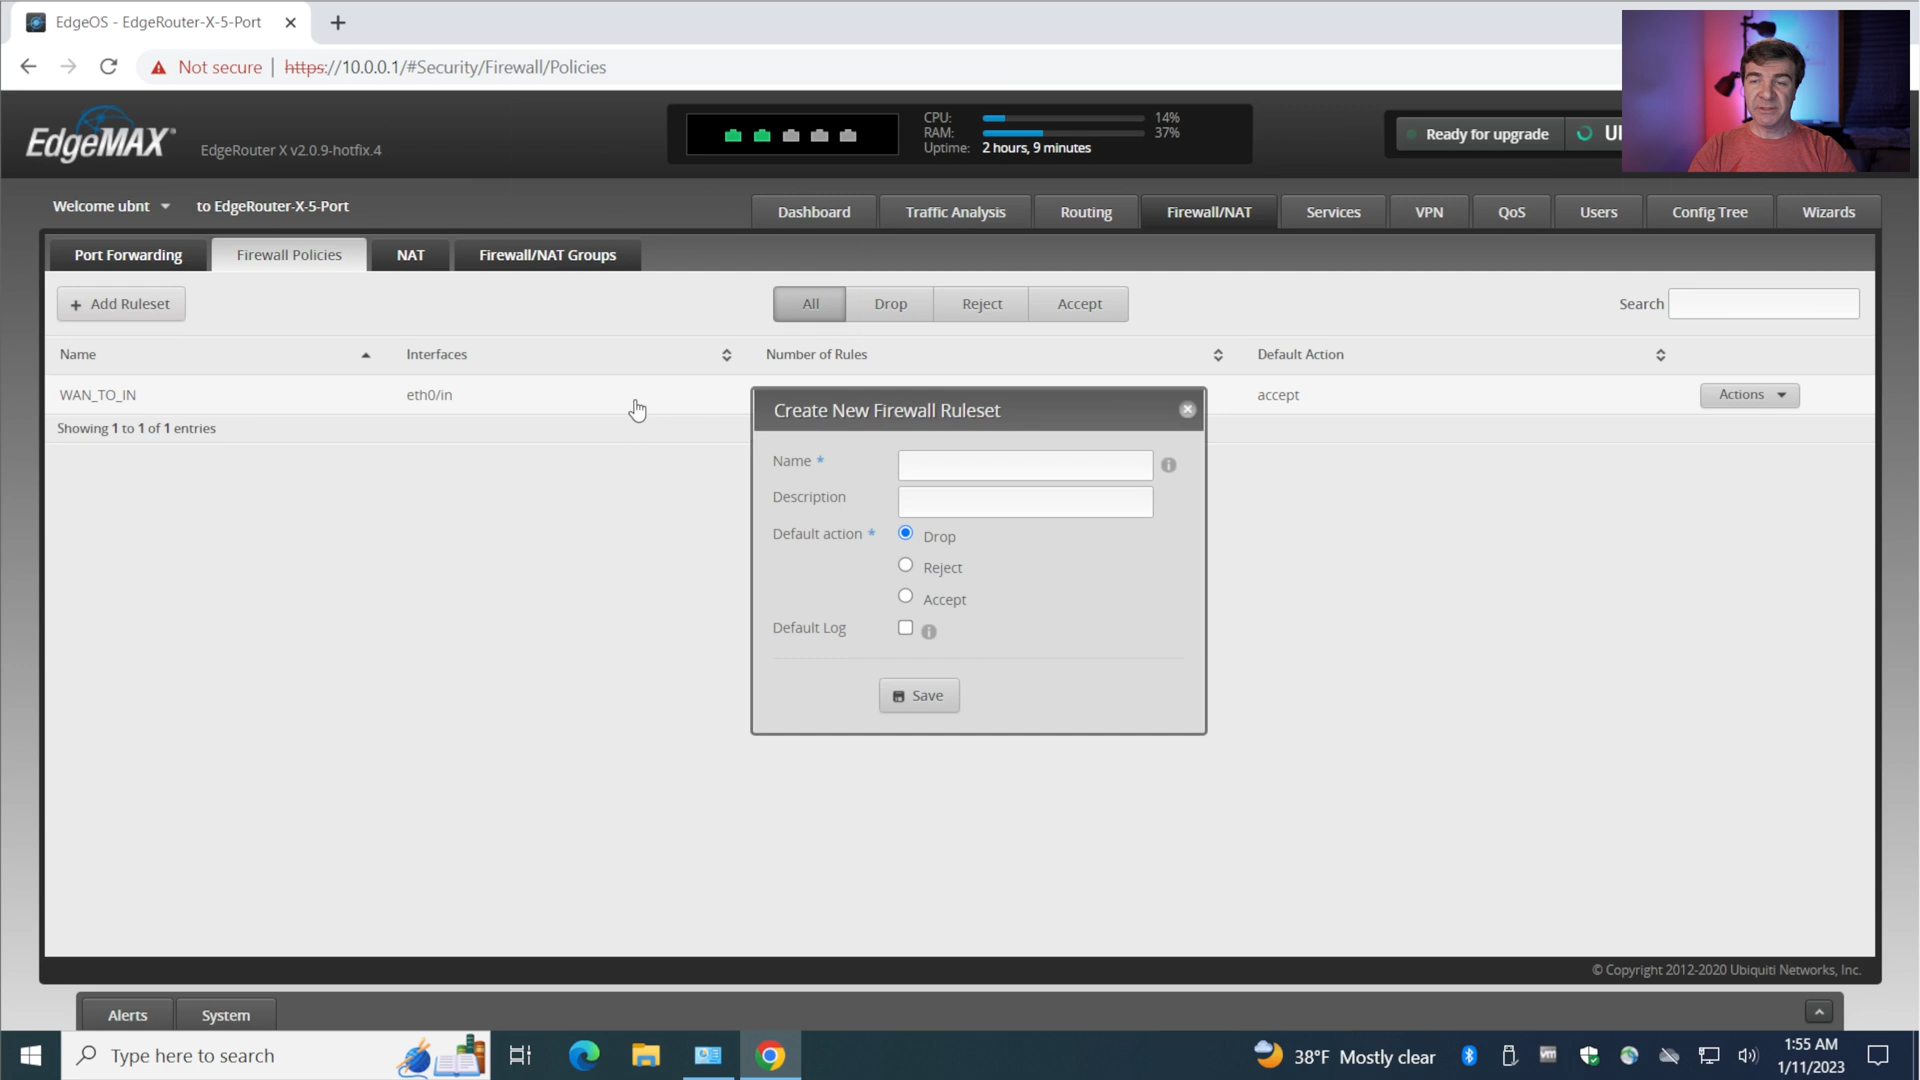 EdgeOS - EdgeRouter-X-5-Port
Not secure | https://10.0.0.1/#Security/Firewall/Policies
EdgeMAX
EdgeRouter X v2.0.9-hotfix.4
CPU: 14%
RAM: 37%
Uptime: 2 hours, 9 minutes
Ready for upgrade
UI
Welcome ubnt to EdgeRouter-X-5-Port
Dashboard Traffic Analysis Routing Firewall/NAT Services VPN QoS Users Config Tree Wizards
Port Forwarding Firewall Policies NAT Firewall/NAT Groups
+ Add Ruleset All Drop Reject Accept Search
Name Interfaces Number of Rules Default Action
WAN_TO_IN eth0/in accept Actions
Showing 1 to 1 of 1 entries
Create New Firewall Ruleset
Name *
Description
Default action * Drop
Reject
Accept
Default Log
Save
© Copyright 2012-2020 Ubiquiti Networks, Inc.
Alerts System
Type here to search
38°F Mostly clear
1:55 AM
1/11/2023